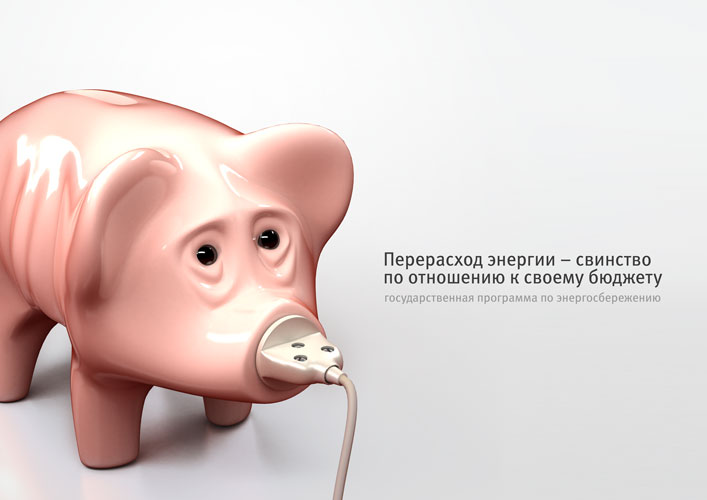 Перерасход энергии – свинство
по отношению к своему бюджету
государственная программа по энергосбережению